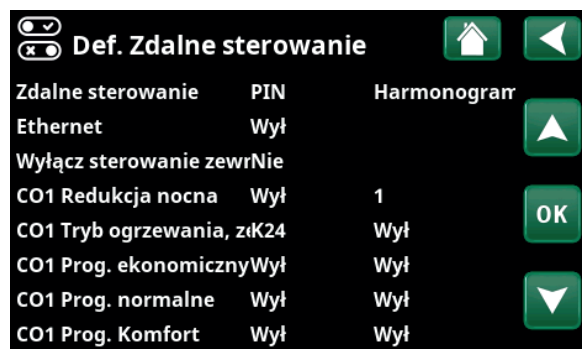 Def. Zdalne sterowanie
Zdalne sterowanie PIN Harmonogram
Ethernet Wył
Wyłącz sterowanie zewnNie
CO1 Redukcja nocna Wył 1
CO1 Tryb ogrzewania, zeK24 Wył
CO1 Prog. ekonomicznyWył Wył
CO1 Prog. normalne Wył Wył
CO1 Prog. Komfort Wył Wył
OK